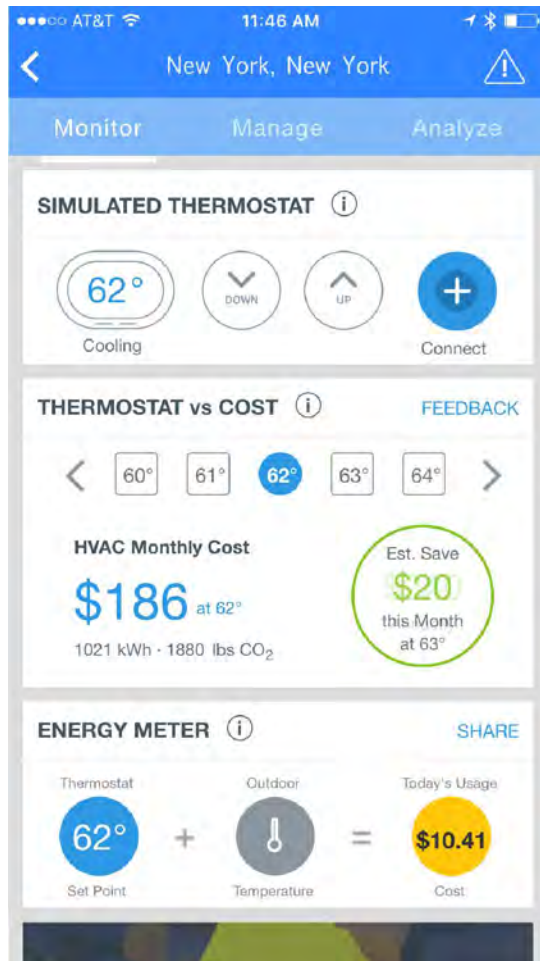 AT&T 11:46 AM
New York, New York
Monitor Manage Analyze
SIMULATED THERMOSTAT i
62° DOWN UP +
Cooling Connect
THERMOSTAT vs COST i FEEDBACK
60° 61° 62° 63° 64°
HVAC Monthly Cost
$186 at 62°
1021 kWh · 1880 lbs CO₂
Est. Save
$20
this Month
at 63°
ENERGY METER i SHARE
Thermostat Outdoor Today's Usage
62° + = $10.41
Set Point Temperature Cost